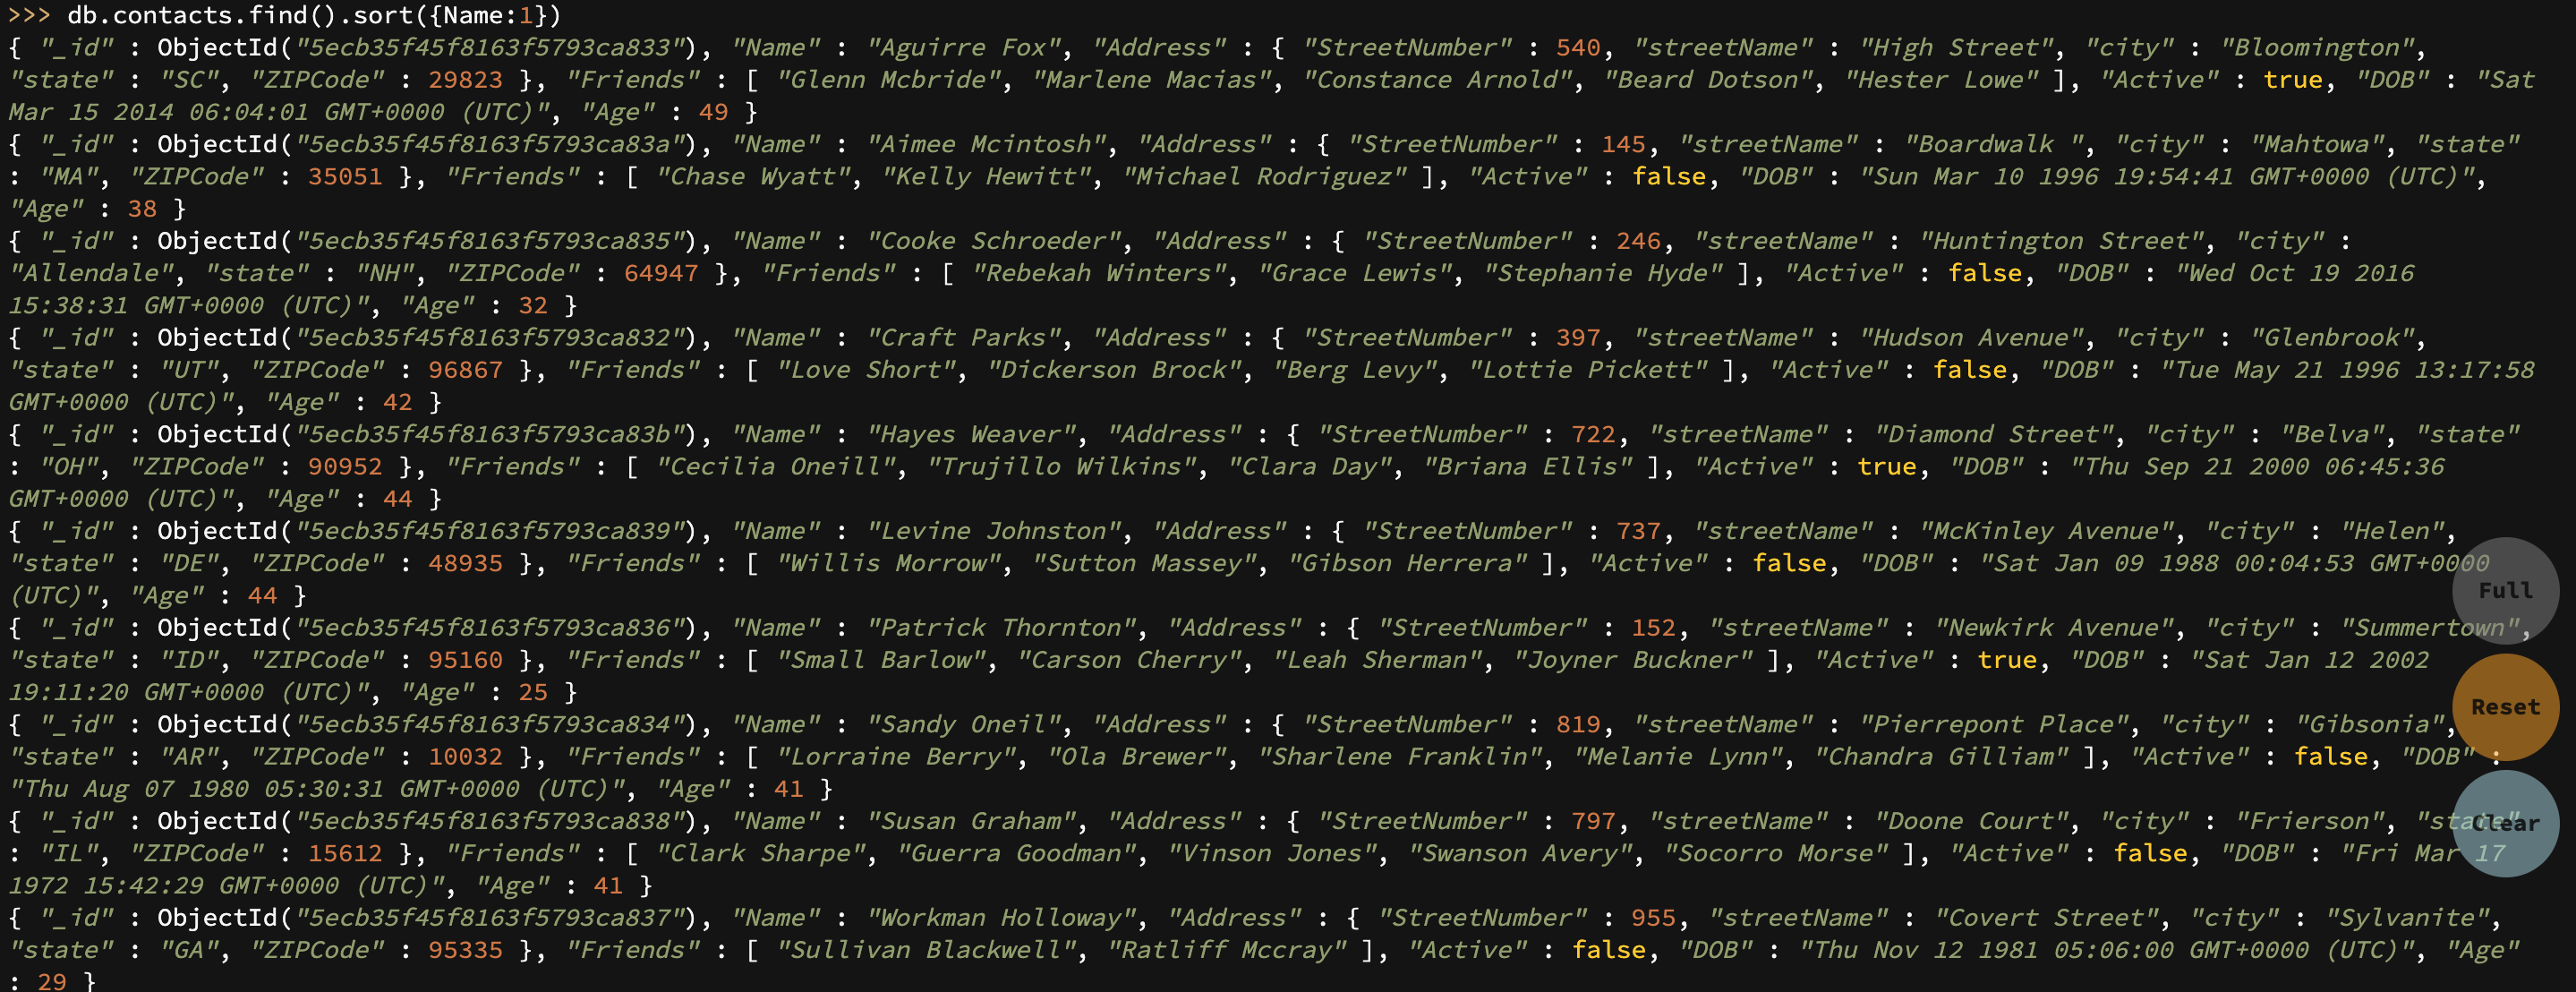 >>> db.contacts.find().sort({Name:1})
{ "_id" : ObjectId("5ecb35f45f8163f5793ca833"), "Name" : "Aguirre Fox", "Address" : { "StreetNumber" : 540, "streetName" : "High Street", "city" : "Bloomington",
"state" : "SC", "ZIPCode" : 29823 }, "Friends" : [ "Glenn Mcbride", "Marlene Macias", "Constance Arnold", "Beard Dotson", "Hester Lowe" ], "Active" : true, "DOB" : "Sat
Mar 15 2014 06:04:01 GMT+0000 (UTC)", "Age" : 49 }
{ "_id" : ObjectId("5ecb35f45f8163f5793ca83a"), "Name" : "Aimee Mcintosh", "Address" : { "StreetNumber" : 145, "streetName" : "Boardwalk ", "city" : "Mahtowa", "state"
: "MA", "ZIPCode" : 35051 }, "Friends" : [ "Chase Wyatt", "Kelly Hewitt", "Michael Rodriguez" ], "Active" : false, "DOB" : "Sun Mar 10 1996 19:54:41 GMT+0000 (UTC)",
"Age" : 38 }
{ "_id" : ObjectId("5ecb35f45f8163f5793ca835"), "Name" : "Cooke Schroeder", "Address" : { "StreetNumber" : 246, "streetName" : "Huntington Street", "city" :
"Allendale", "state" : "NH", "ZIPCode" : 64947 }, "Friends" : [ "Rebekah Winters", "Grace Lewis", "Stephanie Hyde" ], "Active" : false, "DOB" : "Wed Oct 19 2016
15:38:31 GMT+0000 (UTC)", "Age" : 32 }
{ "_id" : ObjectId("5ecb35f45f8163f5793ca832"), "Name" : "Craft Parks", "Address" : { "StreetNumber" : 397, "streetName" : "Hudson Avenue", "city" : "Glenbrook",
"state" : "UT", "ZIPCode" : 96867 }, "Friends" : [ "Love Short", "Dickerson Brock", "Berg Levy", "Lottie Pickett" ], "Active" : false, "DOB" : "Tue May 21 1996 13:17:58
GMT+0000 (UTC)", "Age" : 42 }
{ "_id" : ObjectId("5ecb35f45f8163f5793ca83b"), "Name" : "Hayes Weaver", "Address" : { "StreetNumber" : 722, "streetName" : "Diamond Street", "city" : "Belva", "state"
: "OH", "ZIPCode" : 90952 }, "Friends" : [ "Cecilia Oneill", "Trujillo Wilkins", "Clara Day", "Briana Ellis" ], "Active" : true, "DOB" : "Thu Sep 21 2000 06:45:36
GMT+0000 (UTC)", "Age" : 44 }
{ "_id" : ObjectId("5ecb35f45f8163f5793ca839"), "Name" : "Levine Johnston", "Address" : { "StreetNumber" : 737, "streetName" : "McKinley Avenue", "city" : "Helen",
"state" : "DE", "ZIPCode" : 48935 }, "Friends" : [ "Willis Morrow", "Sutton Massey", "Gibson Herrera" ], "Active" : false, "DOB" : "Sat Jan 09 1988 00:04:53 GMT+0000
Full
(UTC)", "Age" : 44 }
{ "_id" : ObjectId("5ecb35f45f8163f5793ca836"), "Name" : "Patrick Thornton", "Address" : { "StreetNumber" : 152, "streetName" : "Newkirk Avenue", "city" : "Summertown",
"state" : "ID", "ZIPCode" : 95160 }, "Friends" : [ "Small Barlow", "Carson Cherry", "Leah Sherman", "Joyner Buckner" ], "Active" : true, "DOB" : "Sat Jan 12 2002
19:11:20 GMT+0000 (UTC)", "Age" : 25 }
Reset
{ "_id" : ObjectId("5ecb35f45f8163f5793ca834"), "Name" : "Sandy Oneil", "Address" : { "StreetNumber" : 819, "streetName" : "Pierrepont Place", "city" : "Gibsonia",
"state" : "AR", "ZIPCode" : 10032 }, "Friends" : [ "Lorraine Berry", "Ola Brewer", "Sharlene Franklin", "Melanie Lynn", "Chandra Gilliam" ], "Active" : false, "DOB" :
"Thu Aug 07 1980 05:30:31 GMT+0000 (UTC)", "Age" : 41 }
{ "_id" : ObjectId("5ecb35f45f8163f5793ca838"), "Name" : "Susan Graham", "Address" : { "StreetNumber" : 797, "streetName" : "Doone Court", "city" : "Frierson", "state"
Clear
: "IL", "ZIPCode" : 15612 }, "Friends" : [ "Clark Sharpe", "Guerra Goodman", "Vinson Jones", "Swanson Avery", "Socorro Morse" ], "Active" : false, "DOB" : "Fri Mar 17
1972 15:42:29 GMT+0000 (UTC)", "Age" : 41 }
{ "_id" : ObjectId("5ecb35f45f8163f5793ca837"), "Name" : "Workman Holloway", "Address" : { "StreetNumber" : 955, "streetName" : "Covert Street", "city" : "Sylvanite",
"state" : "GA", "ZIPCode" : 95335 }, "Friends" : [ "Sullivan Blackwell", "Ratliff Mccray" ], "Active" : false, "DOB" : "Thu Nov 12 1981 05:06:00 GMT+0000 (UTC)", "Age"
: 29 }